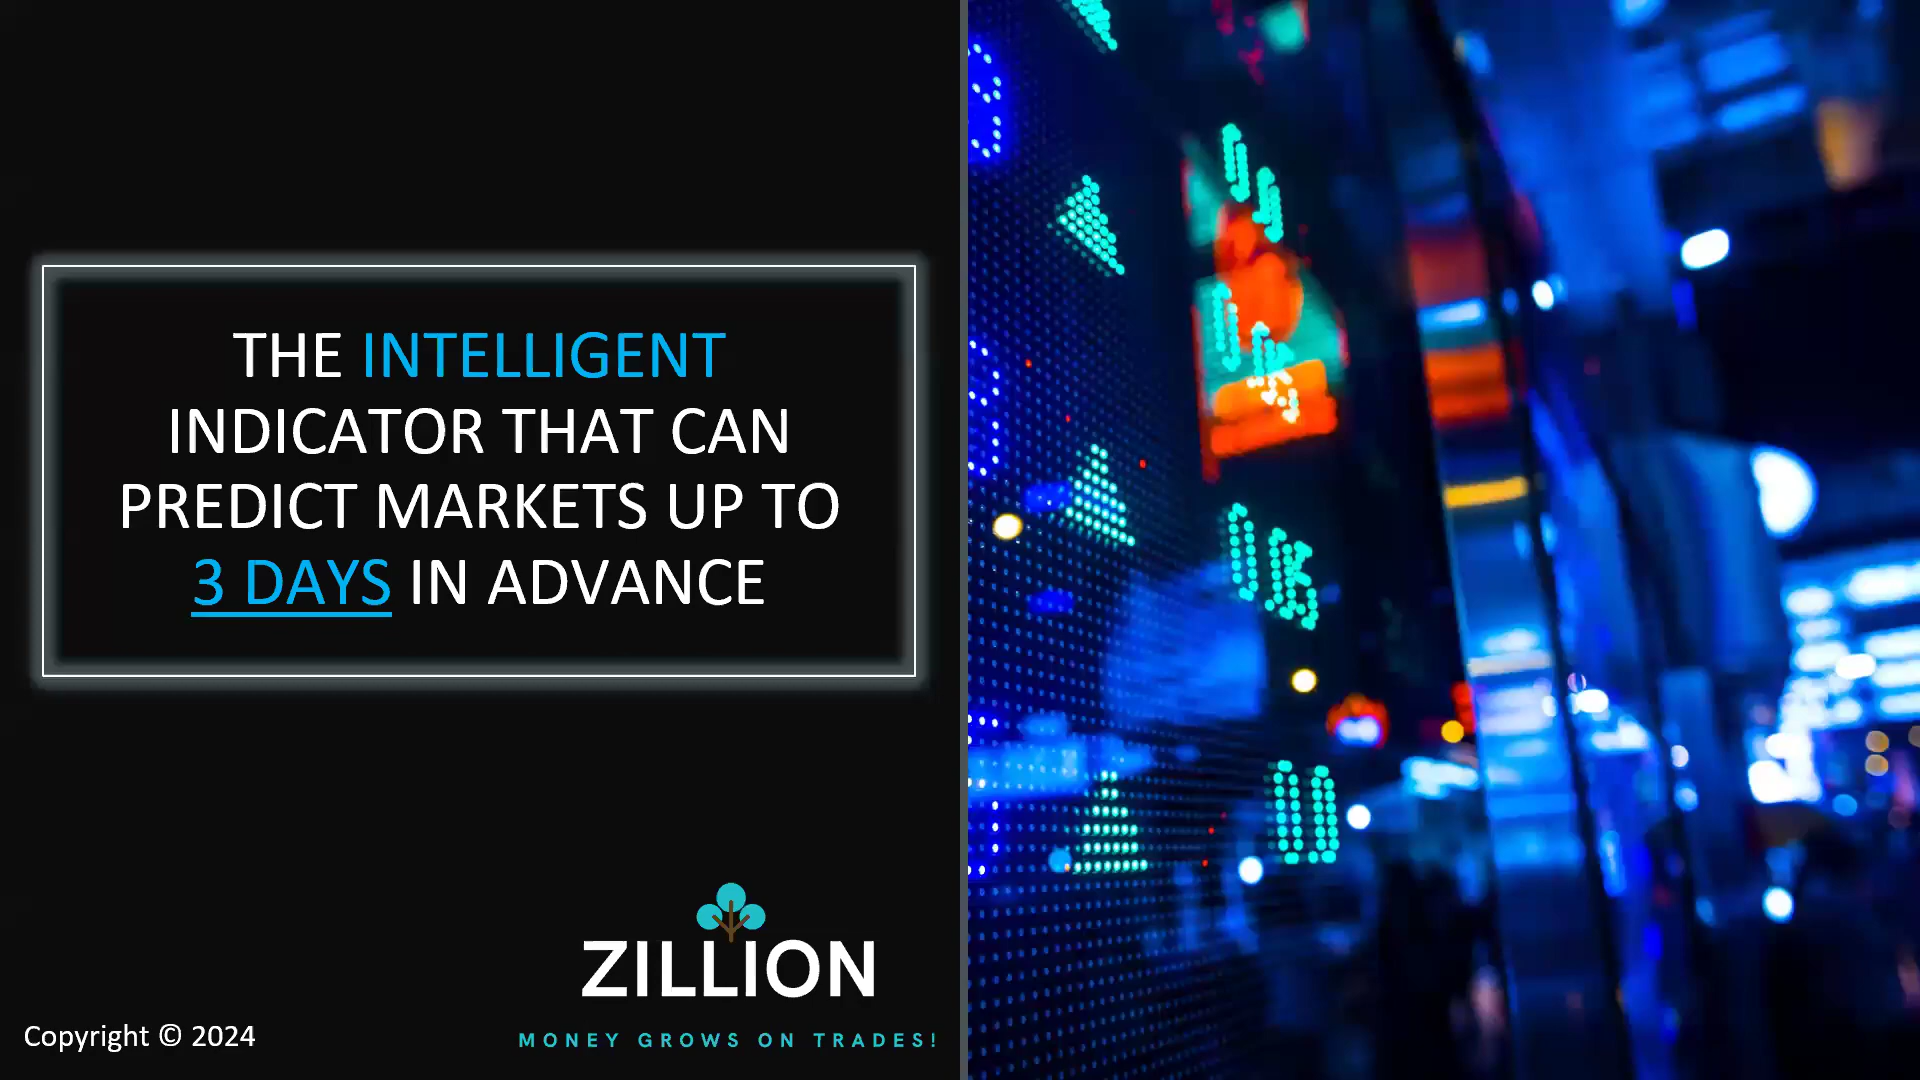 THE INTELLIGENT
INDICATOR THAT CAN
PREDICT MARKETS UP TO
3 DAYS IN ADVANCE
ZILLION
MONEY GROWS ON TRADES!
Copyright © 2024